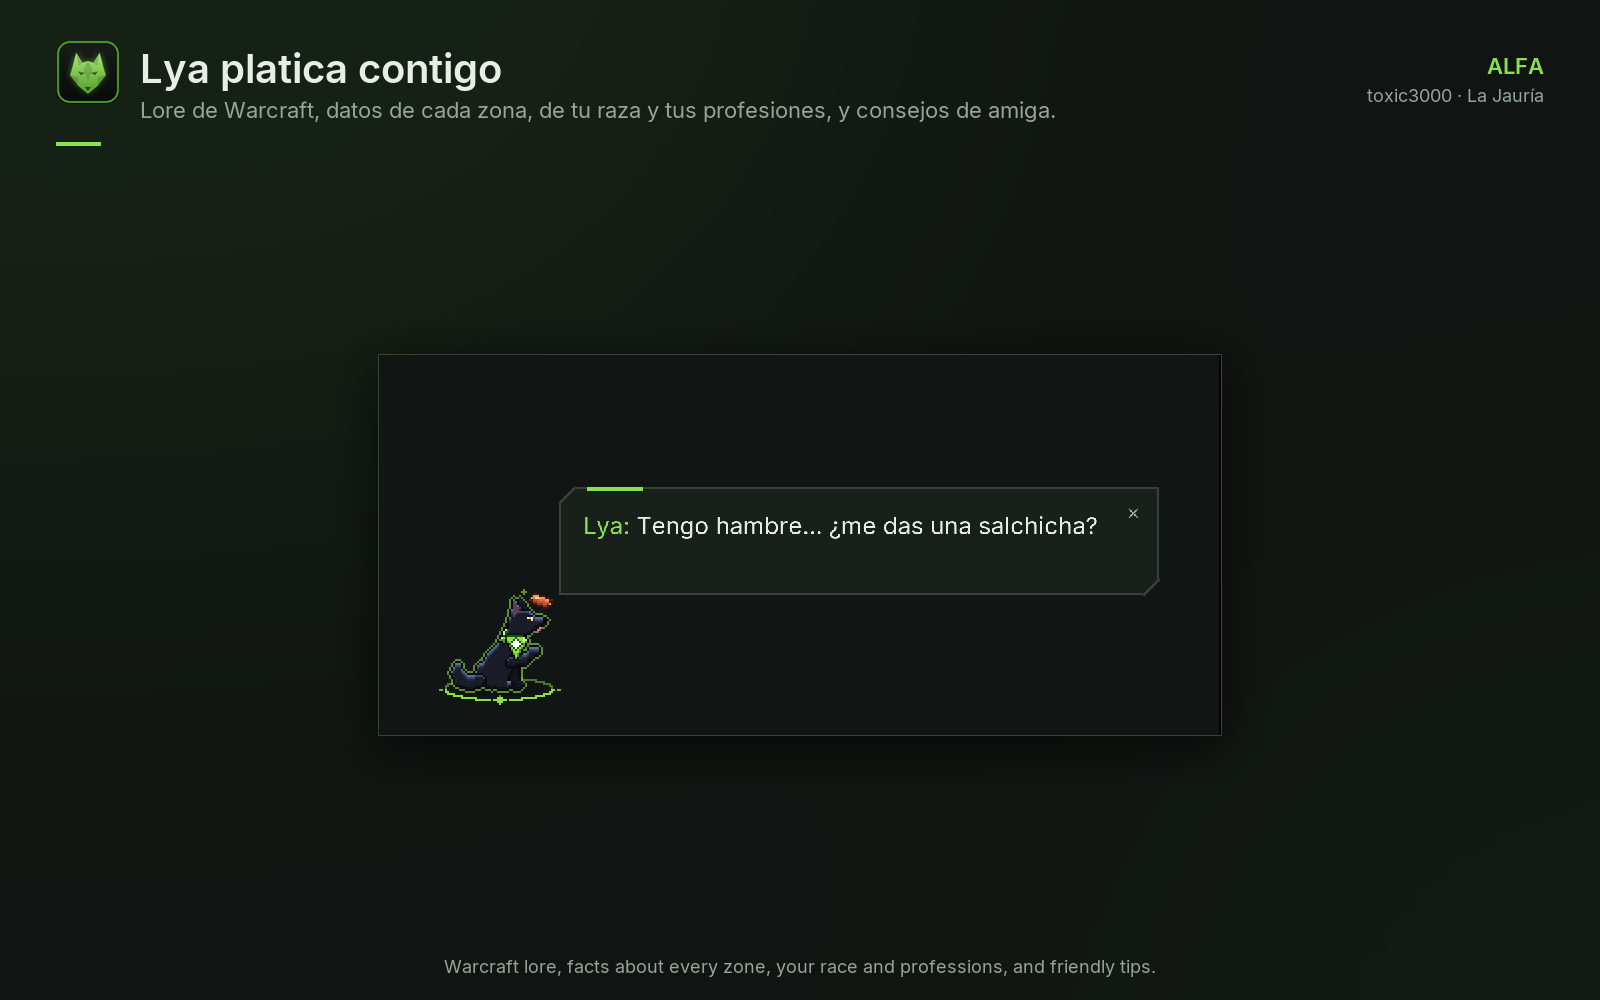 Lya platica contigo
Lore de Warcraft, datos de cada zona, de tu raza y tus profesiones, y consejos de amiga.
ALFA
toxic3000 · La Jauría
Lya: Tengo hambre... ¿me das una salchicha?
×
Warcraft lore, facts about every zone, your race and professions, and friendly tips.